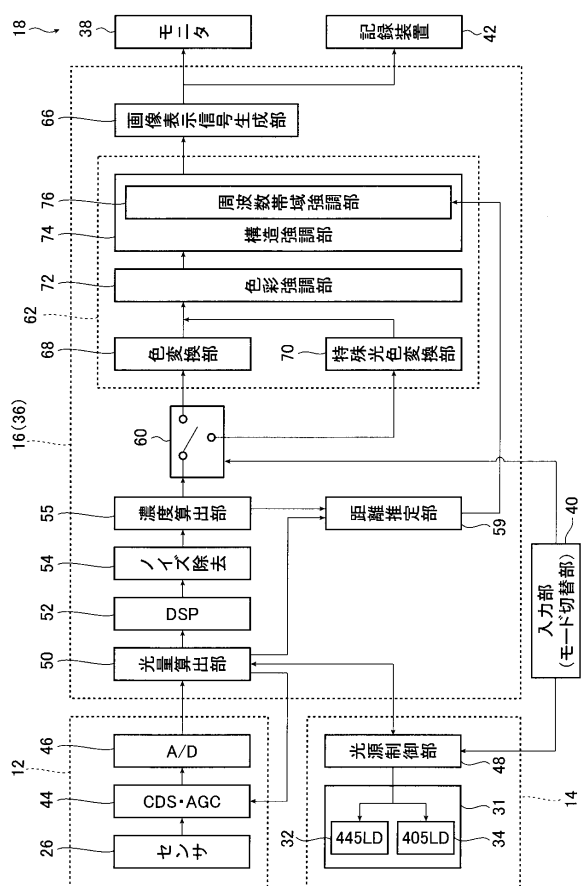 18
38
モニタ
記録装置
42
66
画像表示信号生成部
76
周波数帯域強調部
74
構造強調部
72
色彩強調部
62
68
色変換部
70
特殊光色変換部
16(36)
60
55
濃度算出部
距離推定部
59
54
ノイズ除去
52
DSP
50
光量算出部
40
入力部
(モード切替部)
12
46
A/D
44
CDS・AGC
26
センサ
光源制御部
48
14
31
32
445LD
405LD
34